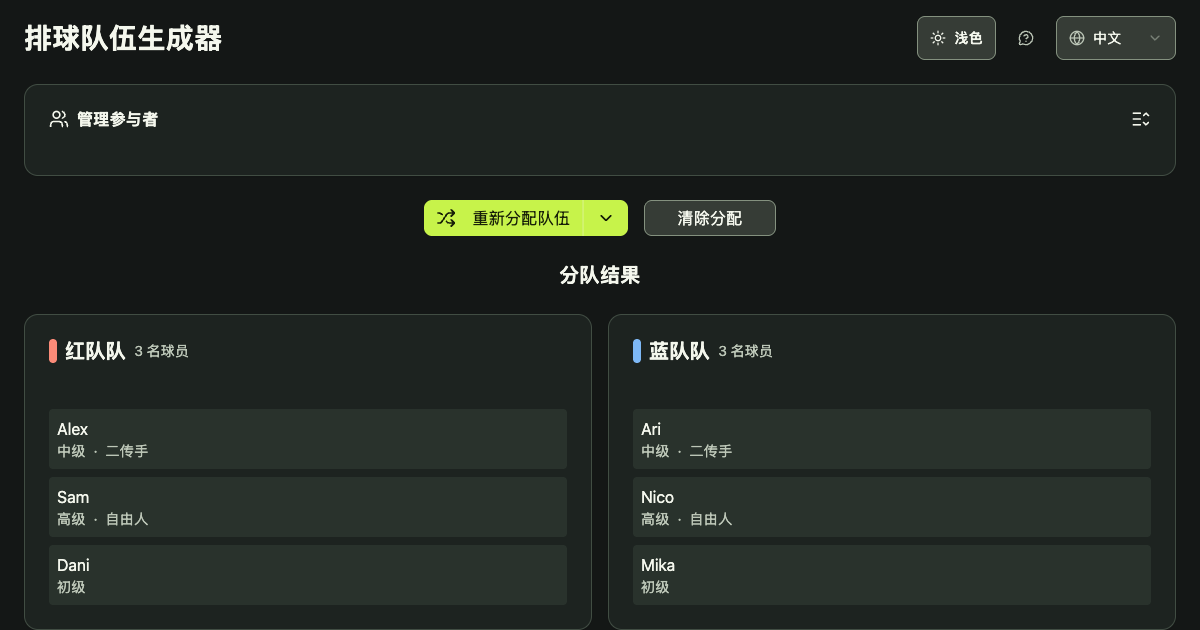 排球队伍生成器
浅色
中文
管理参与者
重新分配队伍
清除分配
分队结果
红队队 3 名球员
Alex
中级 · 二传手
Sam
高级 · 自由人
Dani
初级
蓝队队 3 名球员
Ari
中级 · 二传手
Nico
高级 · 自由人
Mika
初级